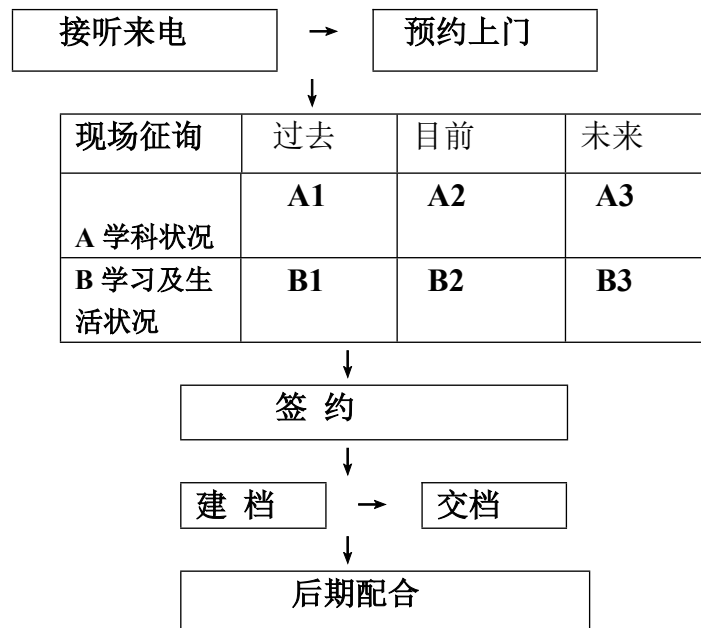 接听来电 → 预约上门
↓
现场征询 过去 目前 未来
A1 A2 A3
A 学科状况
B 学习及生 B1 B2 B3
活状况
↓
签 约
↓
建 档 → 交档
↓
后期配合